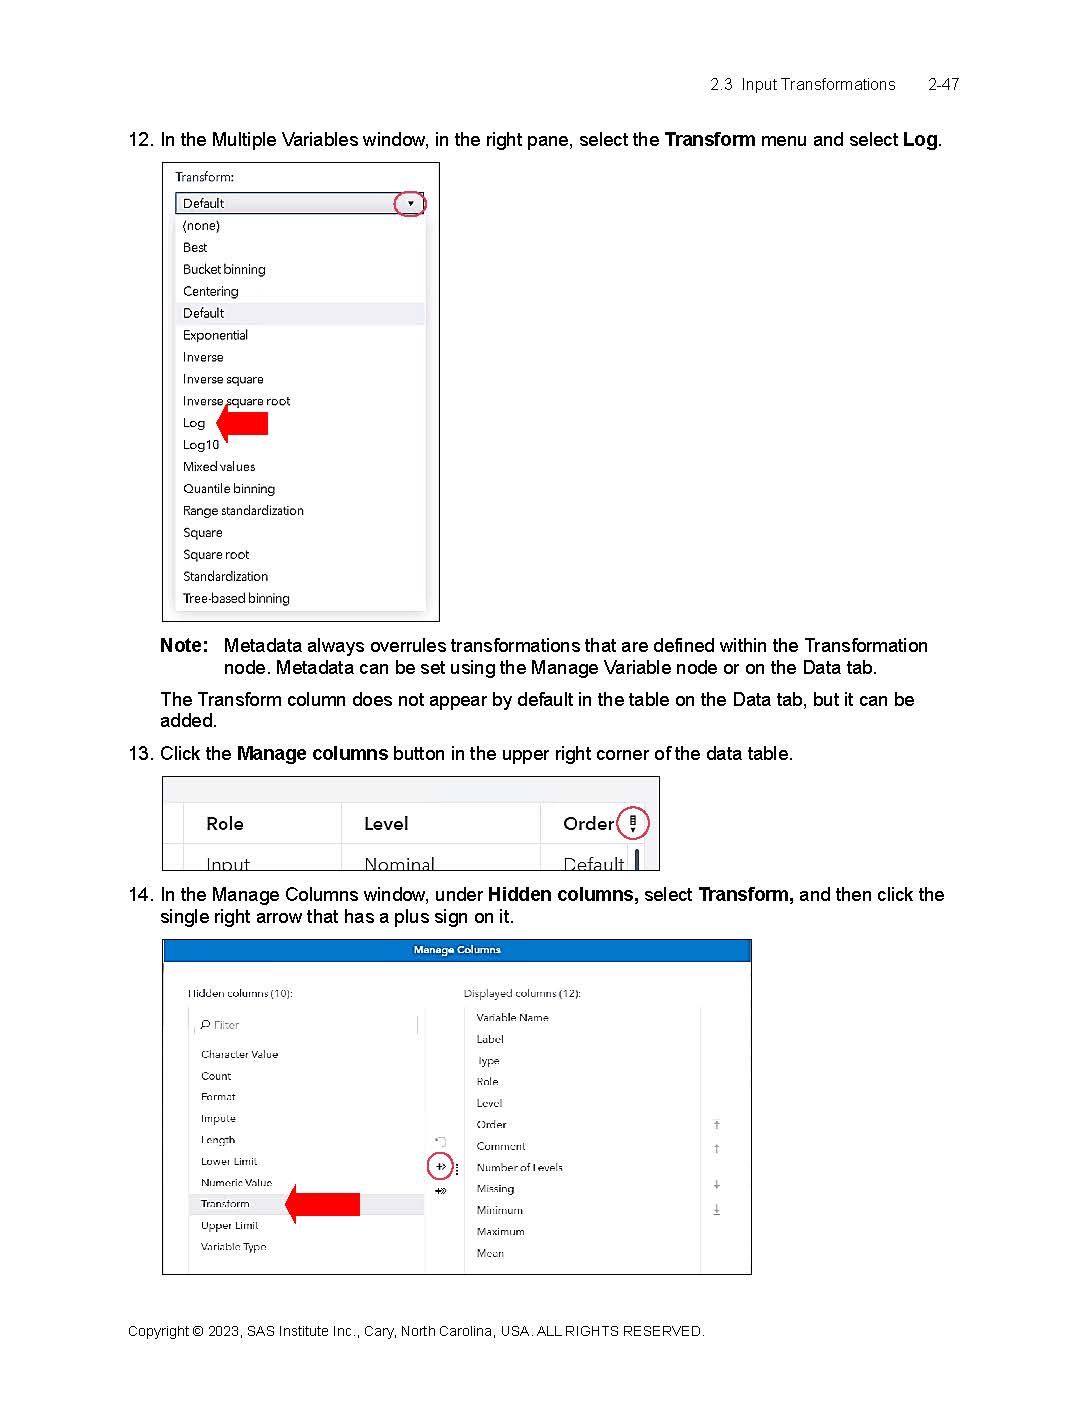 2.3 Input Transformations 2-47
12. In the Multiple Variables window, in the right pane, select the Transform menu and select Log.
Transform:
Default
(none)
Best
Bucket binning
Centering
Default
Exponential
Inverse
Inverse square
Inverse square root
Log
Log10
Mixed values
Quantile binning
Range standardization
Square
Square root
Standardization
Tree-based binning
Note: Metadata always overrules transformations that are defined within the Transformation
node. Metadata can be set using the Manage Variable node or on the Data tab.
The Transform column does not appear by default in the table on the Data tab, but it can be
added.
13. Click the Manage columns button in the upper right corner of the data table.
Role Level Order
Input Nominal Default
14. In the Manage Columns window, under Hidden columns, select Transform, and then click the
single right arrow that has a plus sign on it.
Manage Columns
Hidden columns (10):
Filter
Character Value
Count
Format
Impute
Length
Lower Limit
Numeric Value
Transform
Upper Limit
Variable Type
Displayed columns (12):
Variable Name
Label
Type
Role
Level
Order
Comment
Number of Levels
Missing
Minimum
Maximum
Mean
Copyright © 2023, SAS Institute Inc., Cary, North Carolina, USA. ALL RIGHTS RESERVED.